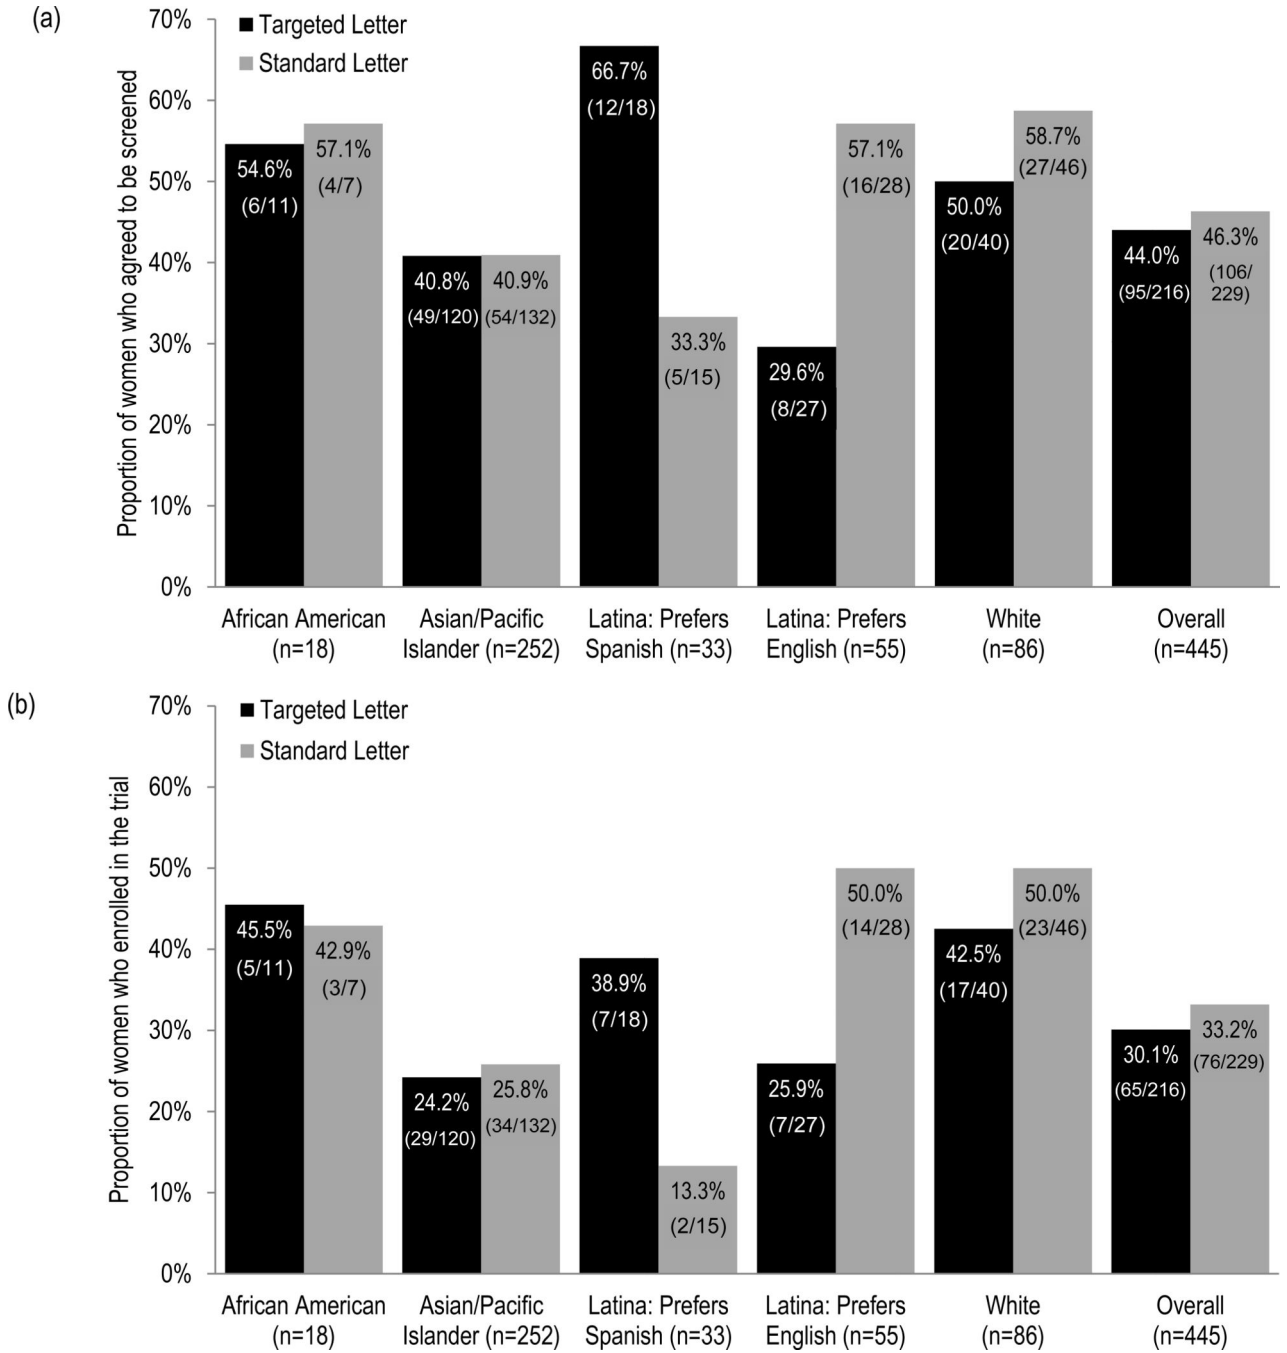 (a)
Proportion of women who agreed to be screened
70%
60%
50%
40%
30%
20%
10%
0%
Targeted Letter
Standard Letter
54.6%
(6/11)
57.1%
(4/7)
40.8%
(49/120)
40.9%
(54/132)
66.7%
(12/18)
33.3%
(5/15)
29.6%
(8/27)
57.1%
(16/28)
50.0%
(20/40)
58.7%
(27/46)
44.0%
(95/216)
46.3%
(106/
229)
African American
(n=18)
Asian/Pacific
Islander (n=252)
Latina: Prefers
Spanish (n=33)
Latina: Prefers
English (n=55)
White
(n=86)
Overall
(n=445)
(b)
Proportion of women who enrolled in the trial
70%
60%
50%
40%
30%
20%
10%
0%
Targeted Letter
Standard Letter
45.5%
(5/11)
42.9%
(3/7)
24.2%
(29/120)
25.8%
(34/132)
38.9%
(7/18)
13.3%
(2/15)
25.9%
(7/27)
50.0%
(14/28)
42.5%
(17/40)
50.0%
(23/46)
30.1%
(65/216)
33.2%
(76/229)
African American
(n=18)
Asian/Pacific
Islander (n=252)
Latina: Prefers
Spanish (n=33)
Latina: Prefers
English (n=55)
White
(n=86)
Overall
(n=445)